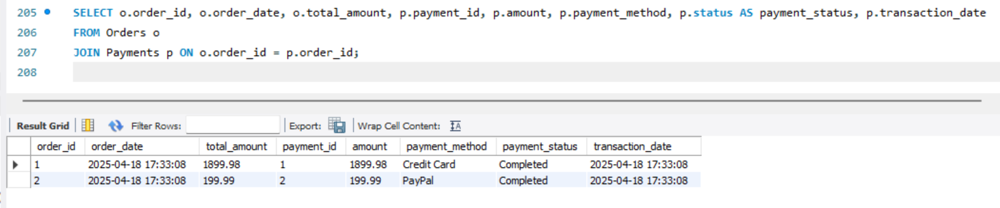 205 SELECT o.order_id, o.order_date, o.total_amount, p.payment_id, p.amount, p.payment_method, p.status AS payment_status, p.transaction_date
206 FROM Orders o
207 JOIN Payments p ON o.order_id = p.order_id;
208
Result Grid Filter Rows: Export: Wrap Cell Content: IA
order_id order_date total_amount payment_id amount payment_method payment_status transaction_date
1 2025-04-18 17:33:08 1899.98 1 1899.98 Credit Card Completed 2025-04-18 17:33:08
2 2025-04-18 17:33:08 199.99 2 199.99 PayPal Completed 2025-04-18 17:33:08